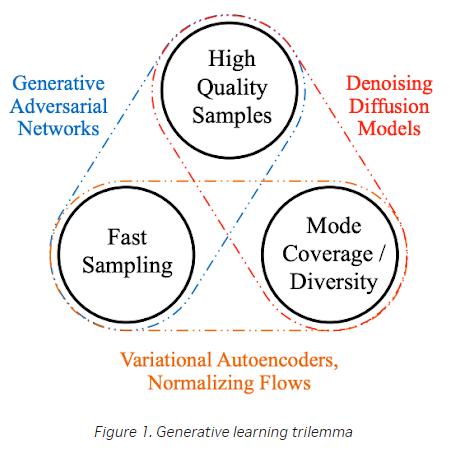 High
Quality
Samples
Generative
Adversarial
Networks
Denoising
Diffusion
Models
Fast
Sampling
Mode
Coverage /
Diversity
Variational Autoencoders,
Normalizing Flows
Figure 1. Generative learning trilemma